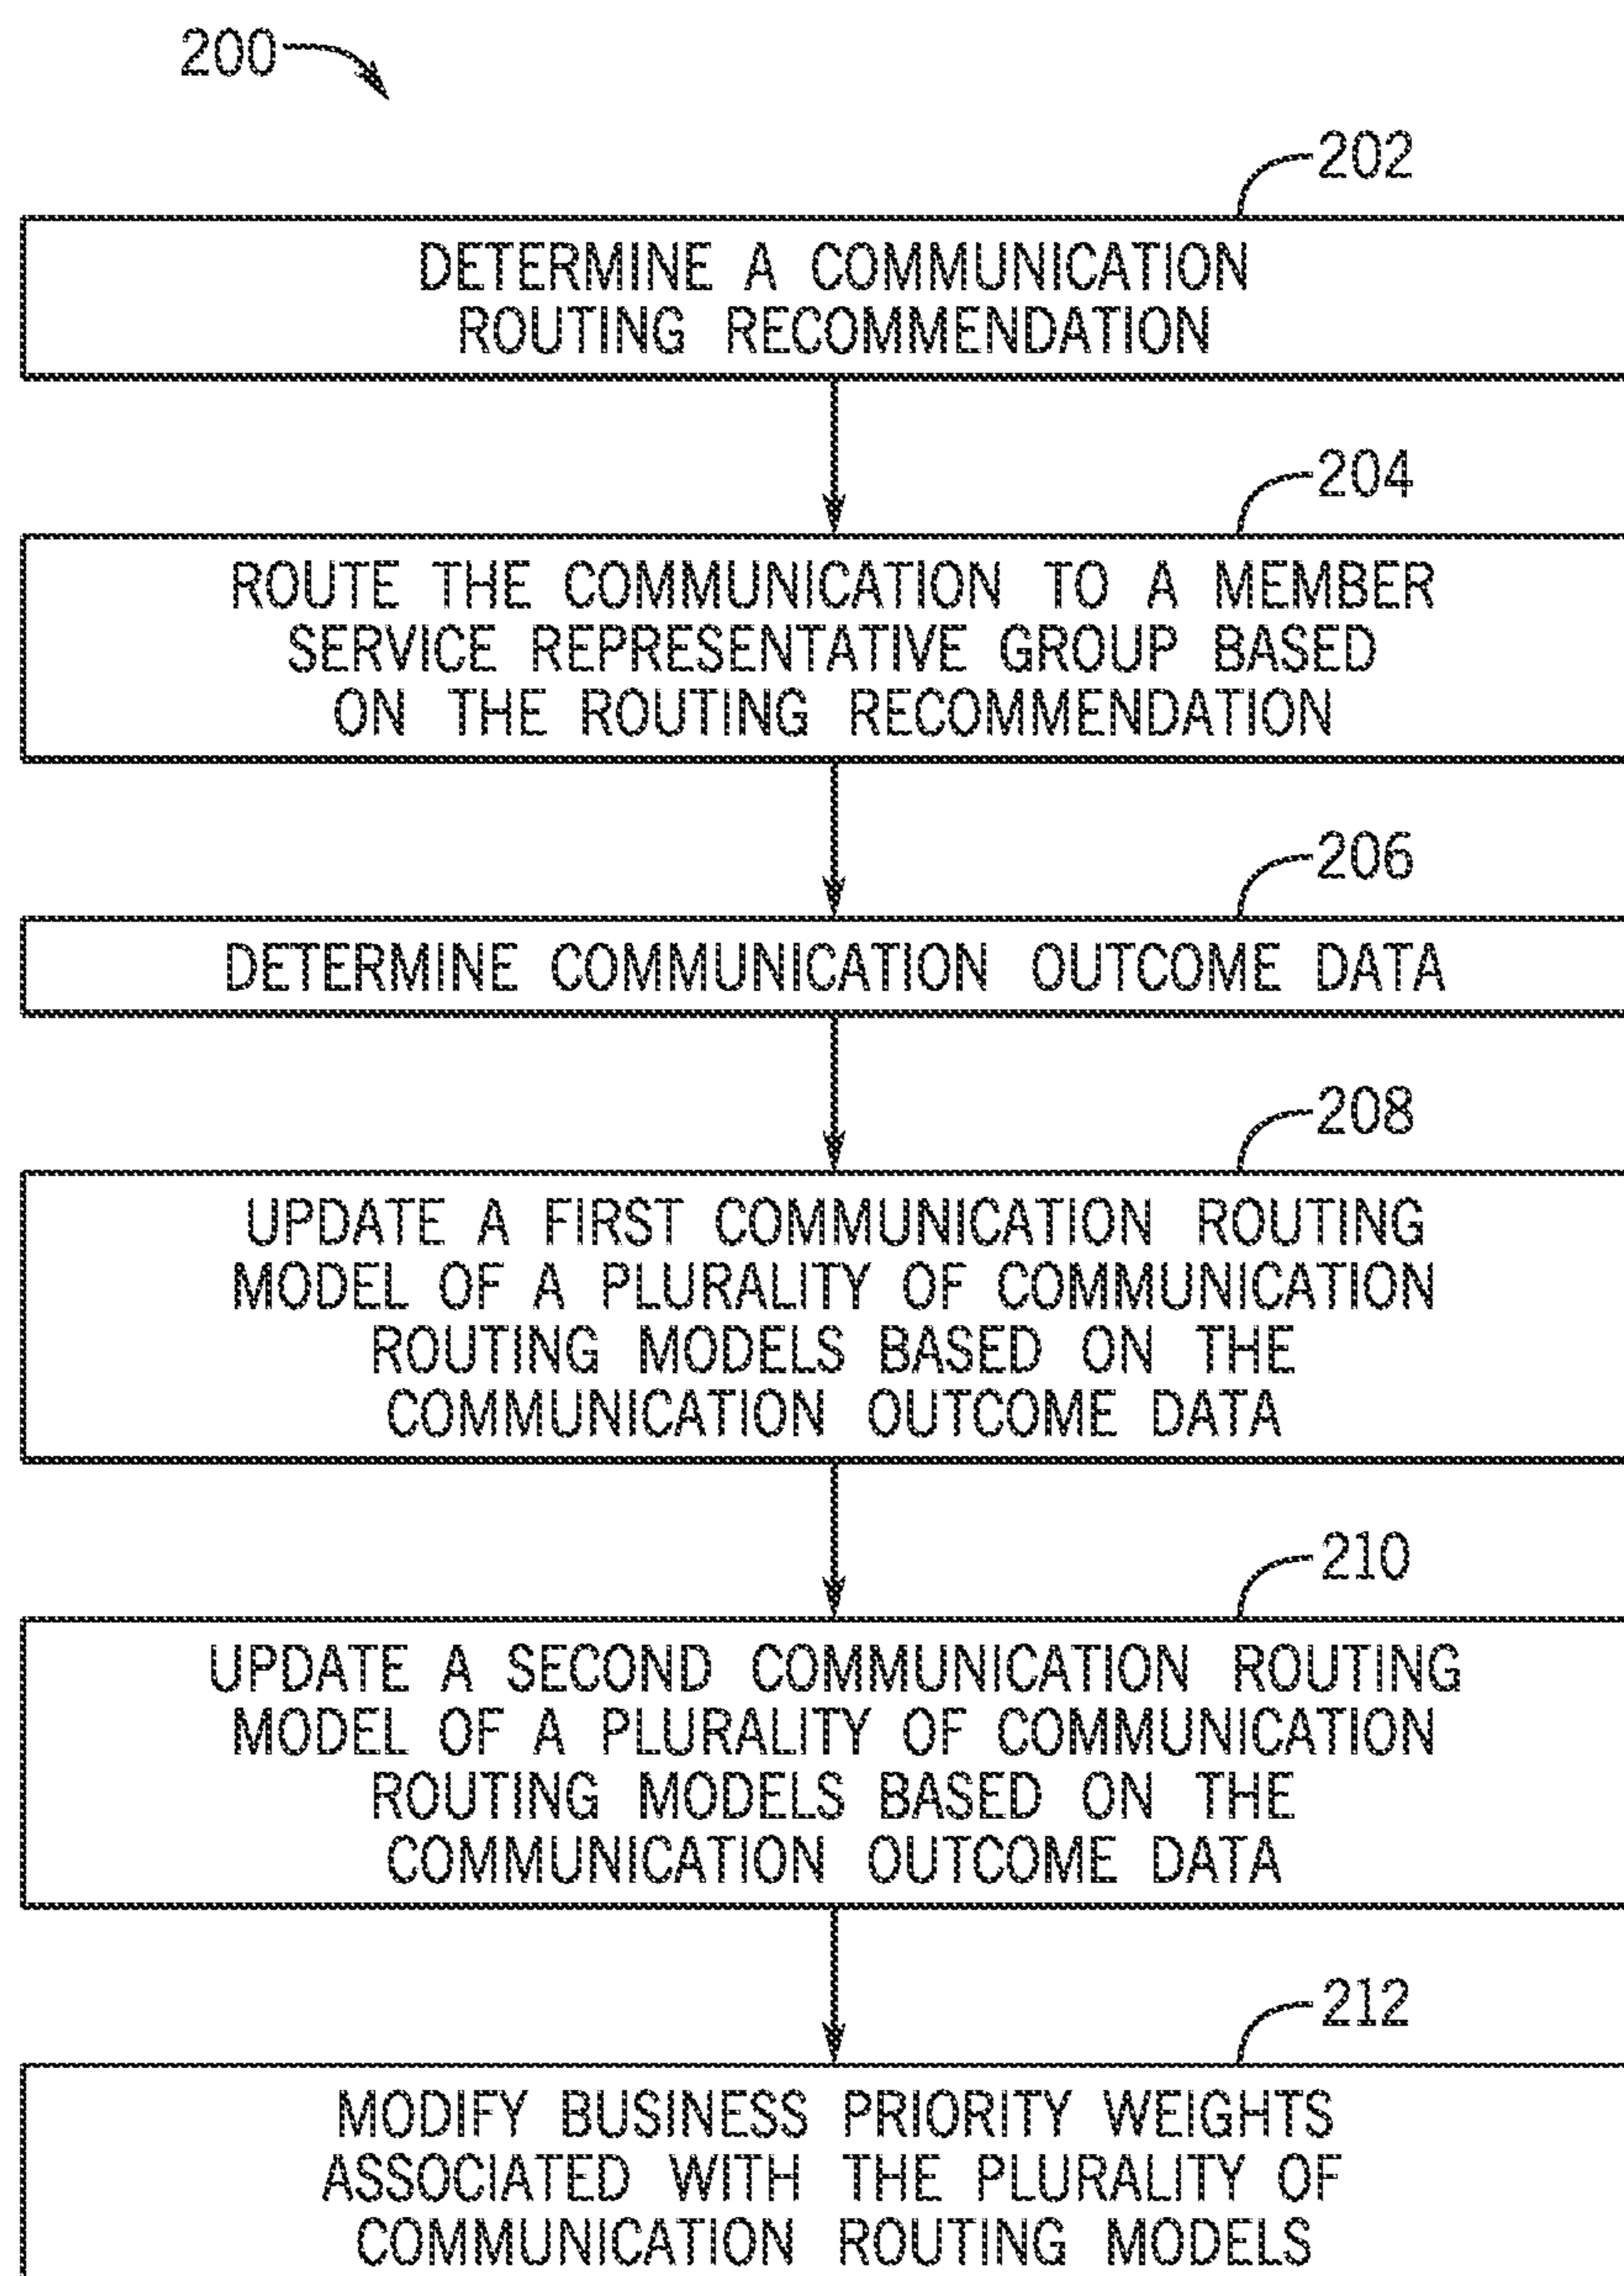 200
202
DETERMINE A COMMUNICATION
ROUTING RECOMMENDATION
204
ROUTE THE COMMUNICATION TO A MEMBER
SERVICE REPRESENTATIVE GROUP BASED
ON THE ROUTING RECOMMENDATION
206
DETERMINE COMMUNICATION OUTCOME DATA
208
UPDATE A FIRST COMMUNICATION ROUTING
MODEL OF A PLURALITY OF COMMUNICATION
ROUTING MODELS BASED ON THE
COMMUNICATION OUTCOME DATA
210
UPDATE A SECOND COMMUNICATION ROUTING
MODEL OF A PLURALITY OF COMMUNICATION
ROUTING MODELS BASED ON THE
COMMUNICATION OUTCOME DATA
212
MODIFY BUSINESS PRIORITY WEIGHTS
ASSOCIATED WITH THE PLURALITY OF
COMMUNICATION ROUTING MODELS